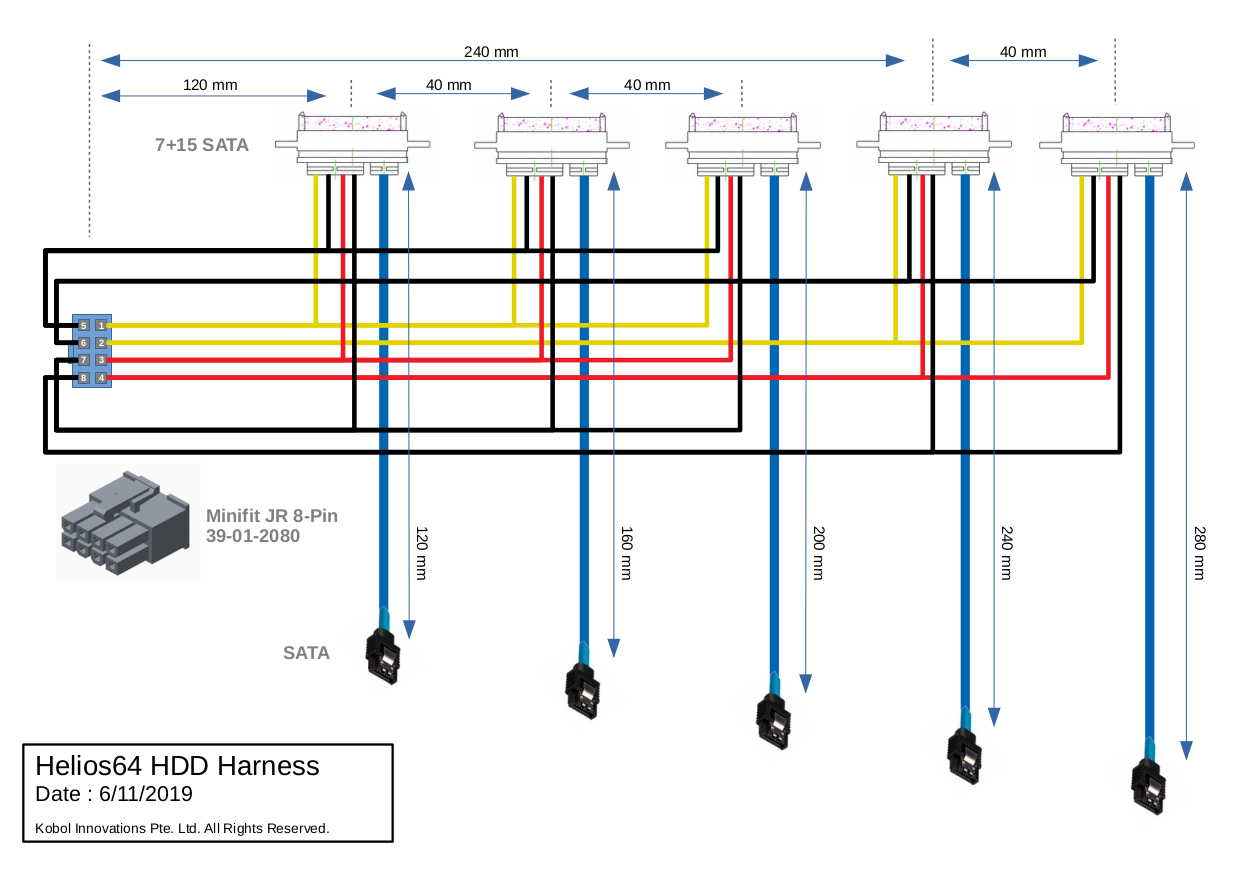 240 mm
40 mm
120 mm
40 mm
40 mm
7+15 SATA
5 1
6 2
7 3
8 4
Minifit JR 8-Pin
39-01-2080
120 mm
160 mm
200 mm
240 mm
280 mm
SATA
Helios64 HDD Harness
Date : 6/11/2019
Kobol Innovations Pte. Ltd. All Rights Reserved.